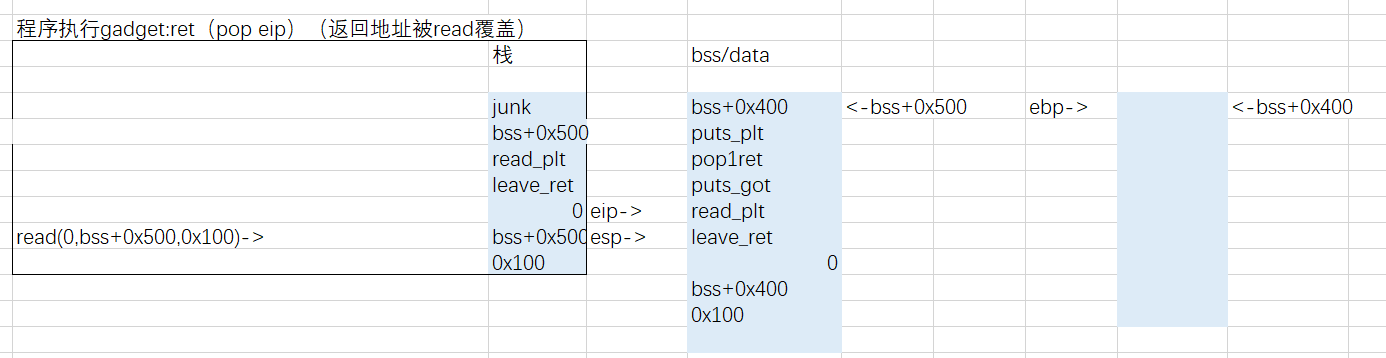 程序执行gadget:ret（pop eip）（返回地址被read覆盖）
栈 bss/data
junk bss+0x400 <-bss+0x500 ebp-> <-bss+0x400
bss+0x500 puts_plt
read_plt pop1ret
leave_ret puts_got
0 eip-> read_plt
read(0,bss+0x500,0x100)-> bss+0x500 esp-> leave_ret
0x100 0
bss+0x400
0x100